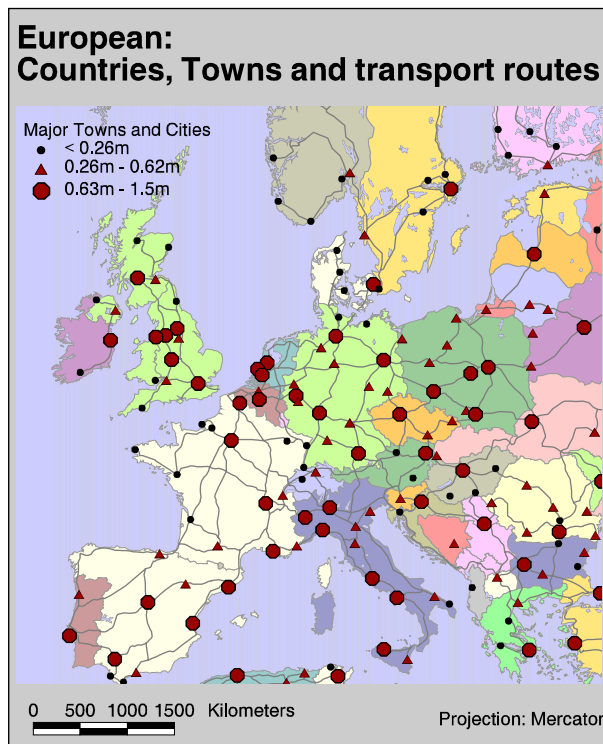 European:
Countries, Towns and transport routes
Major Towns and Cities
< 0.26m
0.26m - 0.62m
0.63m - 1.5m
0 500 1000 1500 Kilometers
Projection: Mercator